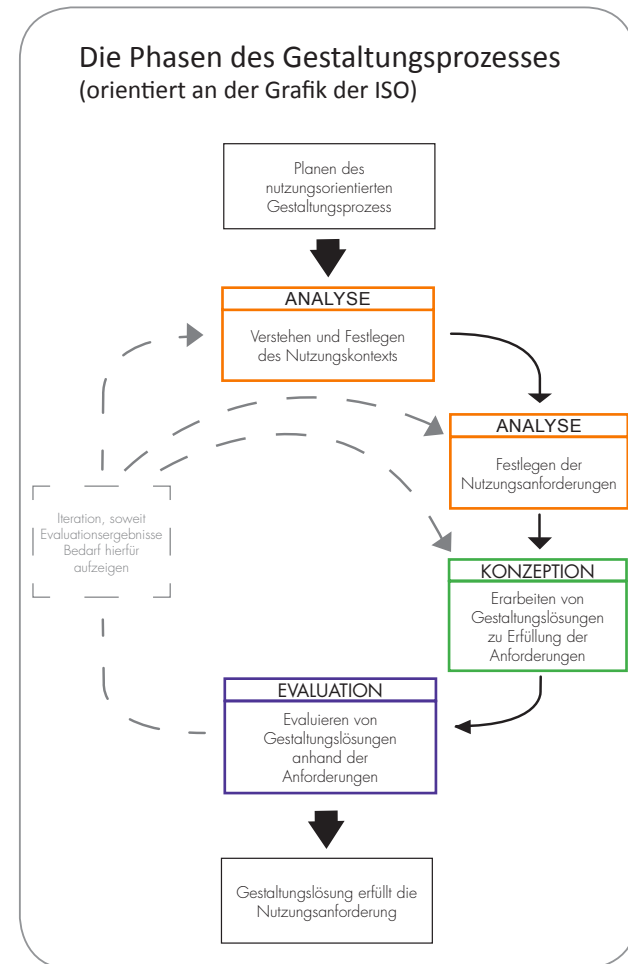 Die Phasen des Gestaltungsprozesses
(orientiert an der Grafik der ISO)
Planen des
nutzungsorientierten
Gestaltungsprozess
ANALYSE
Verstehen und Festlegen
des Nutzungskontexts
ANALYSE
Festlegen der
Nutzungsanforderungen
Iteration, soweit
Evaluationsergebnisse
Bedarf hierfür
aufzeigen
KONZEPTION
Erarbeiten von
Gestaltungslösungen
zu Erfüllung der
Anforderungen
EVALUATION
Evaluieren von
Gestaltungslösungen
anhand der
Anforderungen
Gestaltungslösung erfüllt die
Nutzungsanforderung